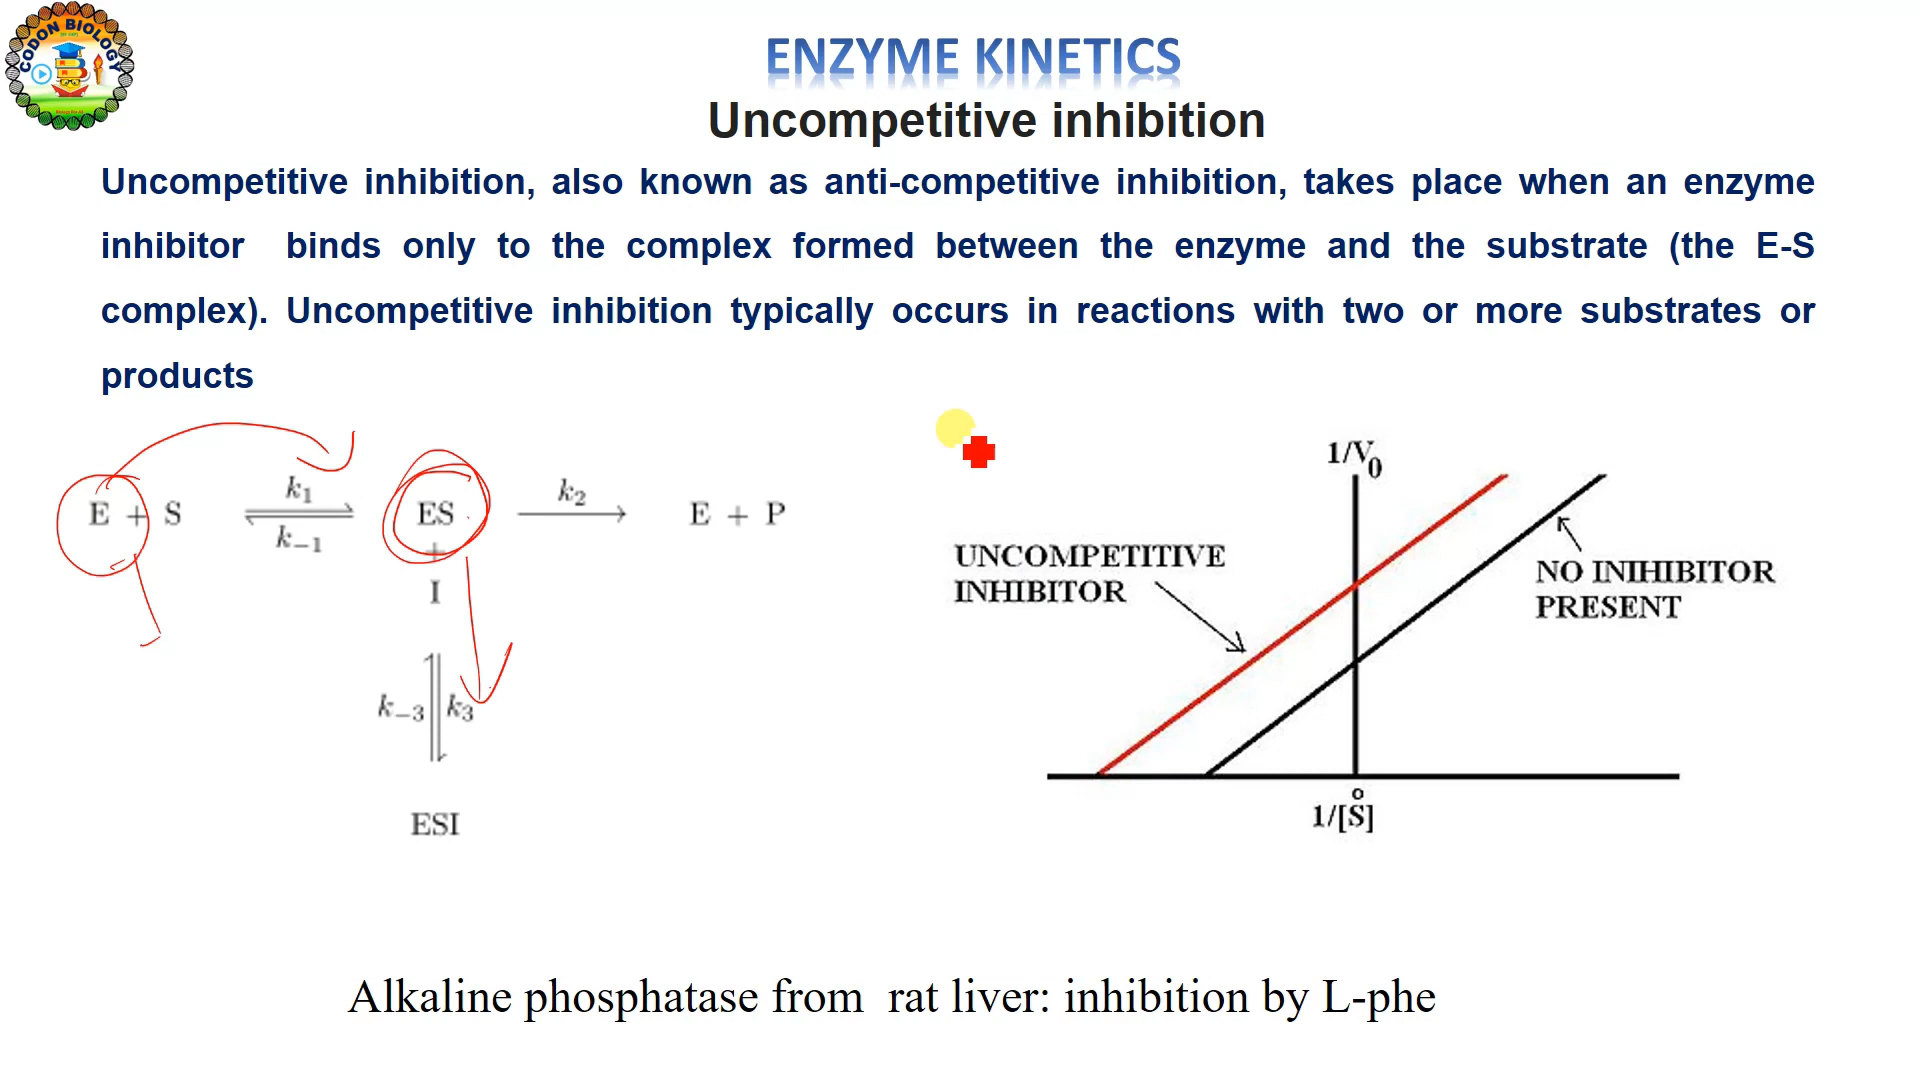 CODON BIOLOGY
ENZYME KINETICS
Uncompetitive inhibition
Uncompetitive inhibition, also known as anti-competitive inhibition, takes place when an enzyme
inhibitor binds only to the complex formed between the enzyme and the substrate (the E-S
complex). Uncompetitive inhibition typically occurs in reactions with two or more substrates or
products
E + S
k1
k−1
ES
k2
E + P
+
I
k−3
k3
ESI
1/V0
UNCOMPETITIVE
INHIBITOR
NO INIHIBITOR
PRESENT
o
1/[S]
Alkaline phosphatase from rat liver: inhibition by L-phe